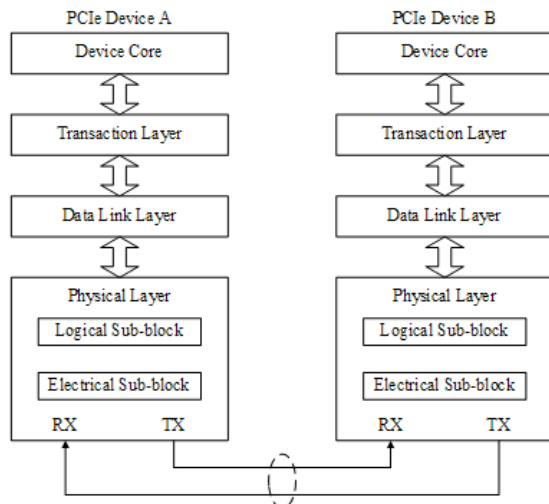 PCIe Device A
Device Core
Transaction Layer
Data Link Layer
Physical Layer
Logical Sub-block
Electrical Sub-block
RX TX
PCIe Device B
Device Core
Transaction Layer
Data Link Layer
Physical Layer
Logical Sub-block
Electrical Sub-block
RX TX